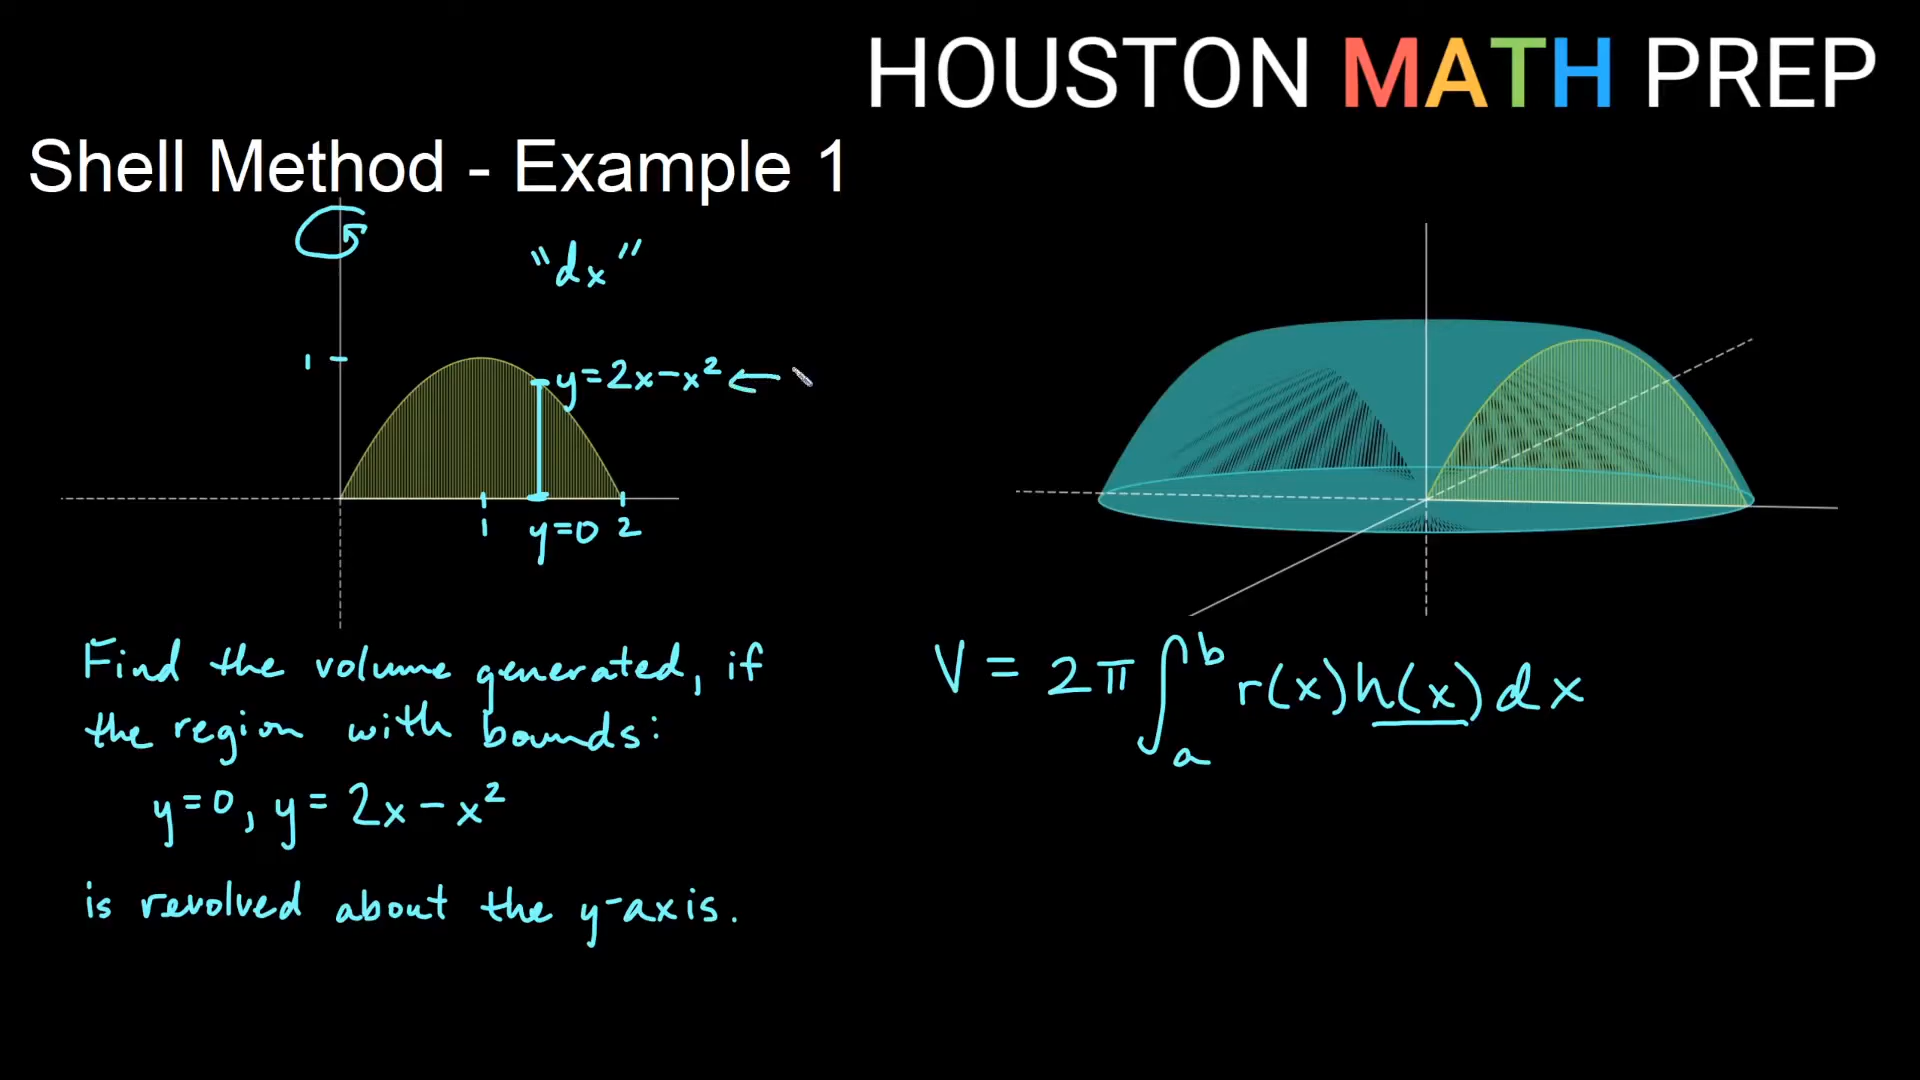 HOUSTON MATH PREP
Shell Method - Example 1
"dx"
1
y=2x-x² ←
1
y=0
2
Find the volume generated, if
the region with bounds:
y=0, y=2x-x²
is revolved about the y-axis.
V = 2π∫ₐᵇ r(x)h(x)dx